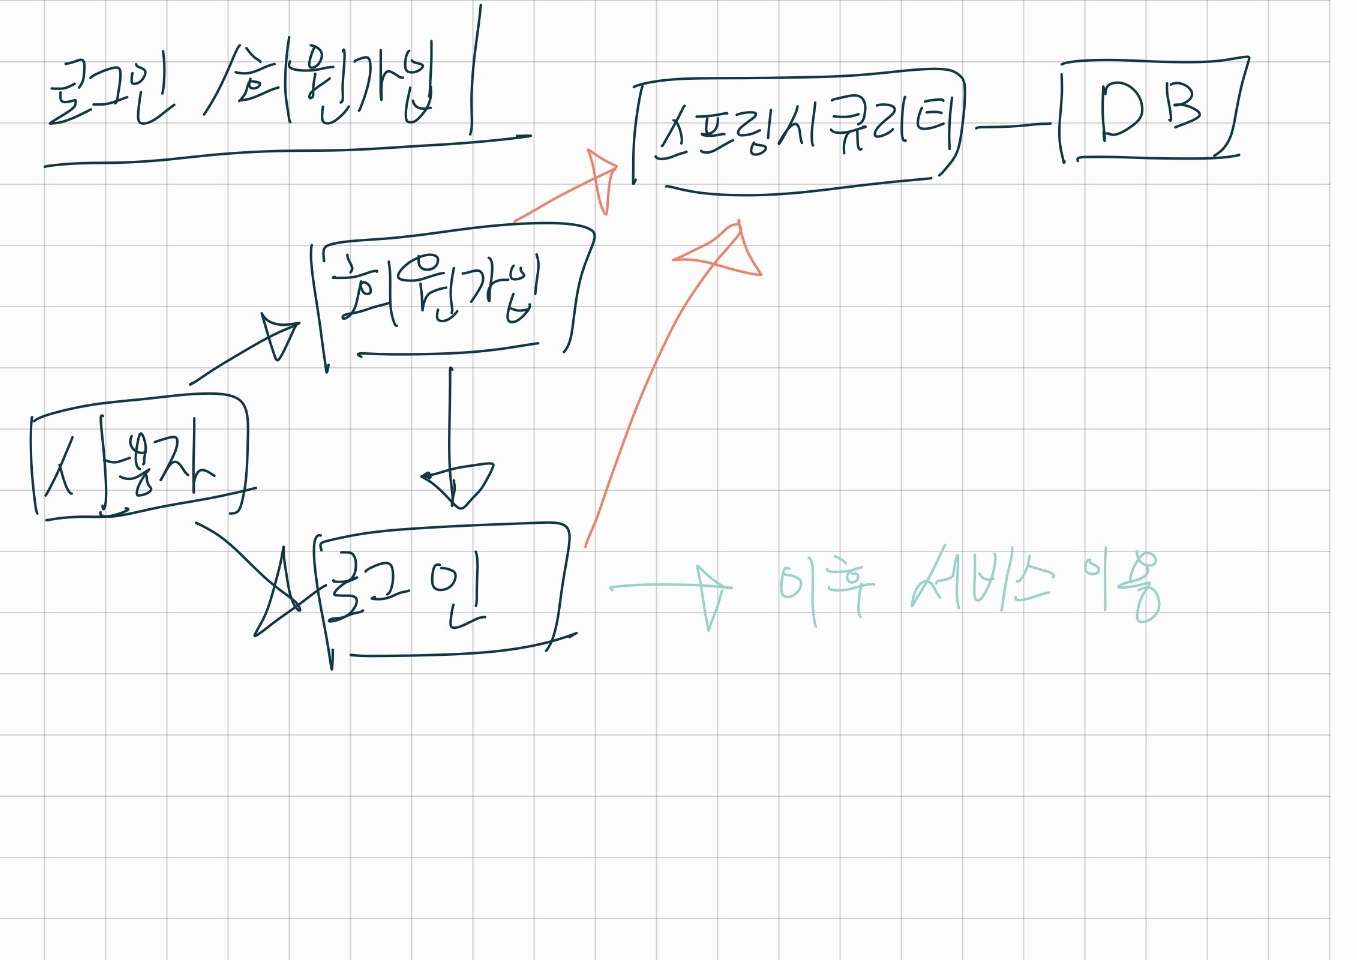 로그인 / 회원가입
스프링시큐리티
DB
회원가입
사용자
로그인
이후 서비스 이용